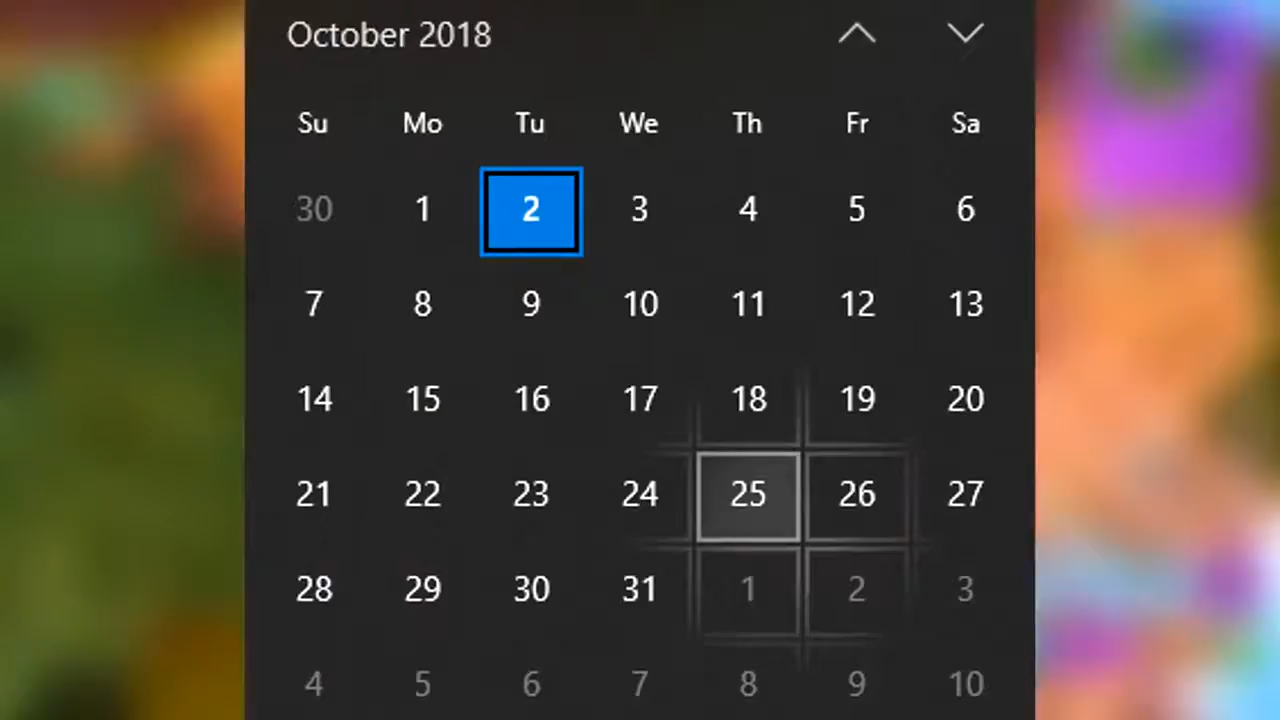 October 2018
Su Mo Tu We Th Fr Sa
30 1 2 3 4 5 6
7 8 9 10 11 12 13
14 15 16 17 18 19 20
21 22 23 24 25 26 27
28 29 30 31 1 2 3
4 5 6 7 8 9 10